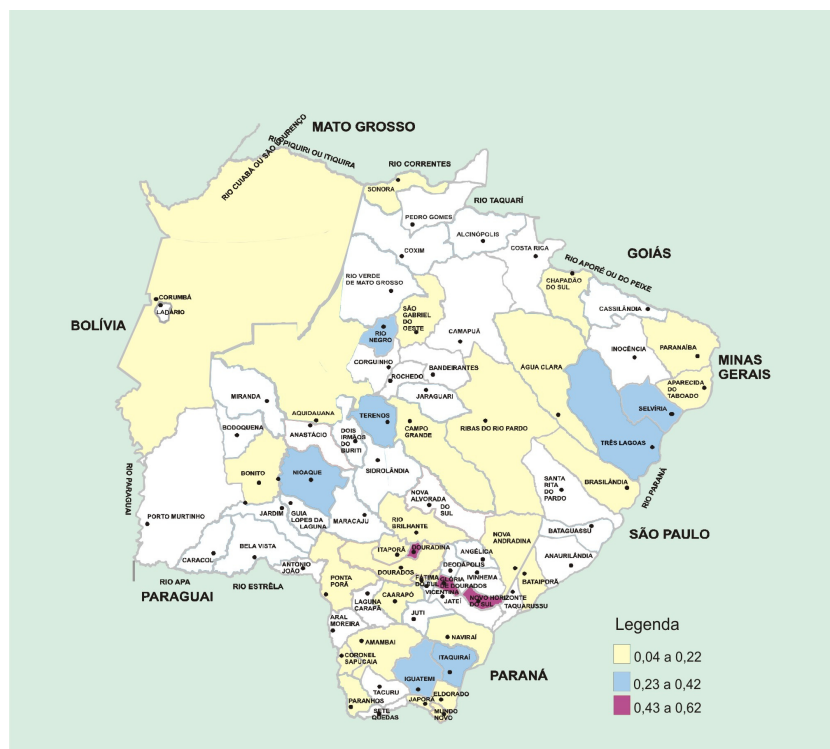 MATO GROSSO
RIO PIQUIRI OU ITIQUIRA
RIO CUIABÁ OU SÃO LOURENÇO
RIO CORRENTES
SONORA
RIO TAQUARÍ
PEDRO GOMES
ALCINÓPOLIS
COSTA RICA
COXIM
GOIÁS
RIO APORÉ OU DO PEIXE
RIO VERDE
DE MATO GROSSO
CHAPADÃO
DO SUL
CASSILÂNDIA
CORUMBÁ
LADÁRIO
BOLÍVIA
SÃO
GABRIEL
DO
OESTE
RIO
NEGRO
CAMAPUÃ
INOCÊNCIA
PARANAÍBA
MINAS
GERAIS
CORGUINHO
ROCHEDO
BANDEIRANTES
ÁGUA CLARA
APARECIDA
DO
TABOADO
JARAGUARI
MIRANDA
AQUIDAUANA
TERENOS
SELVÍRIA
BODOQUENA
ANASTÁCIO
DOIS
IRMÃOS
DO
BURITI
CAMPO
GRANDE
RIBAS DO RIO PARDO
TRÊS LAGOAS
SIDROLÂNDIA
BONITO
NIOAQUE
SANTA
RITA
DO
PARDO
BRASILÂNDIA
RIO PARANÁ
RIO PARAGUAI
NOVA
ALVORADA
DO
SUL
PORTO MURTINHO
JARDIM
GUIA
LOPES DA
LAGUNA
MARACAJU
RIO
BRILHANTE
BATAGUASSU
SÃO PAULO
NOVA
ANDRADINA
BELA VISTA
CARACOL
ITAPORÃ
DOURADINA
ANGÉLICA
ANAURILÂNDIA
ANTONIO
JOÃO
DOURADOS
DEODÁPOLIS
IVINHEMA
BATAIPORÃ
RIO APA
RIO ESTRÊLA
PARAGUAI
PONTA
PORÃ
FÁTIMA
DO SUL
GLÓRIA
DE DOURADOS
VICENTINA
JATEÍ
NOVO HORIZONTE
DO SUL
TAQUARUSSU
LAGUNA
CARAPÃ
CAARAPÓ
JUTI
ARAL
MOREIRA
AMAMBAI
NAVIRAÍ
CORONEL
SAPUCAIA
ITAQUIRAÍ
PARANÁ
IGUATEMI
TACURU
PARANHOS
ELDORADO
JAPORÃ
SETE
QUEDAS
MUNDO
NOVO
Legenda
0,04 a 0,22
0,23 a 0,42
0,43 a 0,62